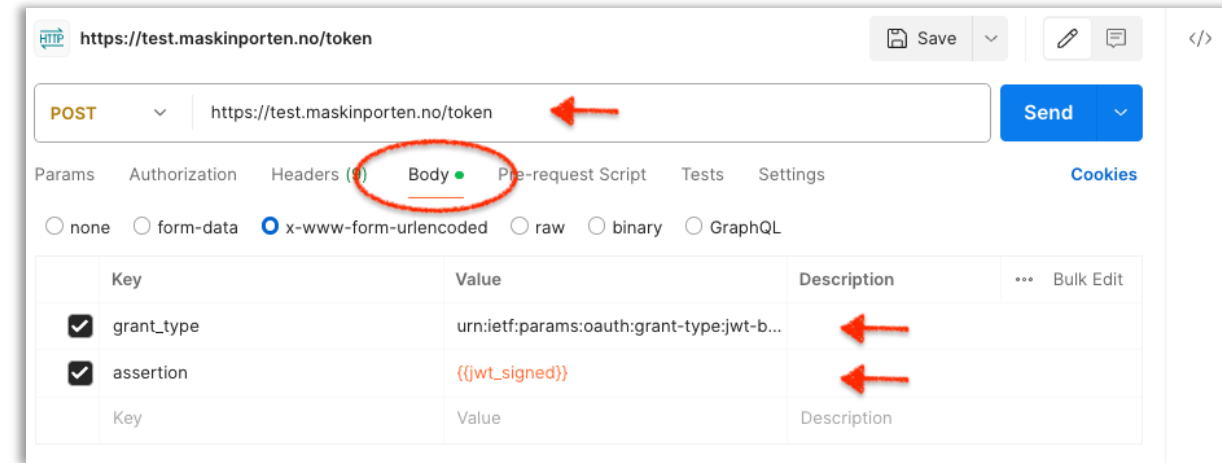 HTTP https://test.maskinporten.no/token Save </>
POST https://test.maskinporten.no/token Send
Params Authorization Headers (9) Body Pre-request Script Tests Settings Cookies
none form-data x-www-form-urlencoded raw binary GraphQL
Key Value Description Bulk Edit
grant_type urn:ietf:params:oauth:grant-type:jwt-b...
assertion {{jwt_signed}}
Key Value Description